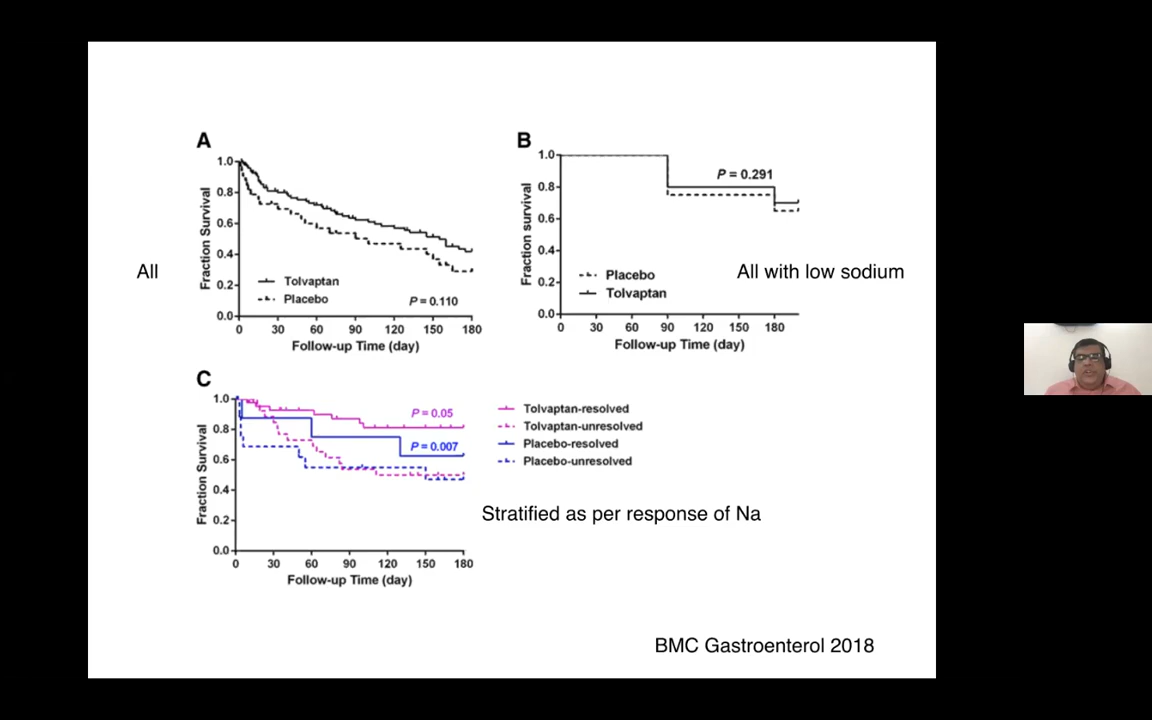 A
1.0
0.8
0.6
0.4
0.2
0.0
Fraction Survival
Tolvaptan
Placebo
P = 0.110
0 30 60 90 120 150 180
Follow-up Time (day)
All
B
1.0
0.8
0.6
0.4
0.2
0.0
Fraction survival
P = 0.291
Placebo
Tolvaptan
0 30 60 90 120 150 180
Follow-up Time (day)
All with low sodium
C
1.0
0.8
0.6
0.4
0.2
0.0
Fraction Survival
P = 0.05
P = 0.007
0 30 60 90 120 150 180
Follow-up Time (day)
Tolvaptan-resolved
Tolvaptan-unresolved
Placebo-resolved
Placebo-unresolved
Stratified as per response of Na
BMC Gastroenterol 2018